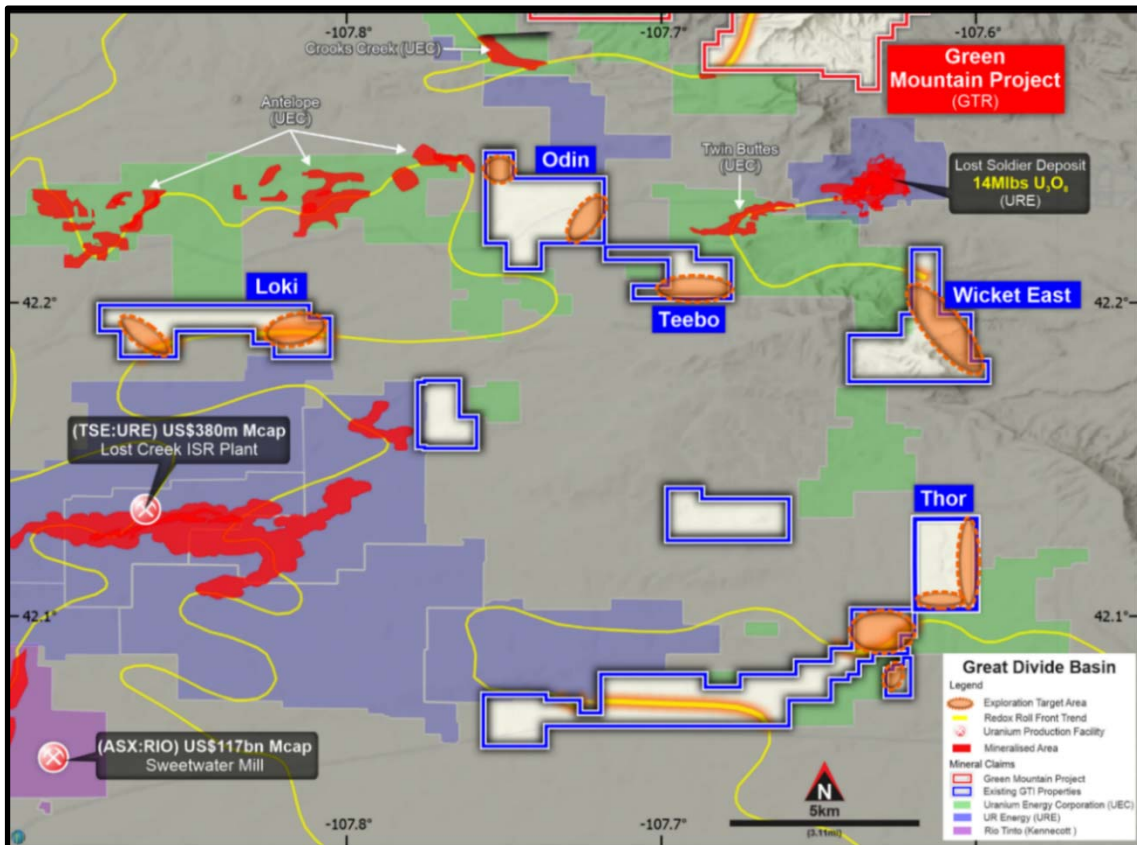 -107.8°
-107.7°
-107.6°
Crooks Creek (UEC)
Green
Mountain Project
(GTR)
Antelope
(UEC)
Odin
Twin Buttes
(UEC)
Lost Soldier Deposit
14Mlbs U₃O₈
(URE)
42.2°
Loki
Teebo
Wicket East
42.2°
(TSE:URE) US$380m Mcap
Lost Creek ISR Plant
Thor
42.1°
42.1°
(ASX:RIO) US$117bn Mcap
Sweetwater Mill
-107.8°
-107.7°
N
5km
(3.11mi)
Great Divide Basin
Legend
Exploration Target Area
Redox Roll Front Trend
Uranium Production Facility
Mineralised Area
Mineral Claims
Green Mountain Project
Existing GTI Properties
Uranium Energy Corporation (UEC)
UR Energy (URE)
Rio Tinto (Kennecott )